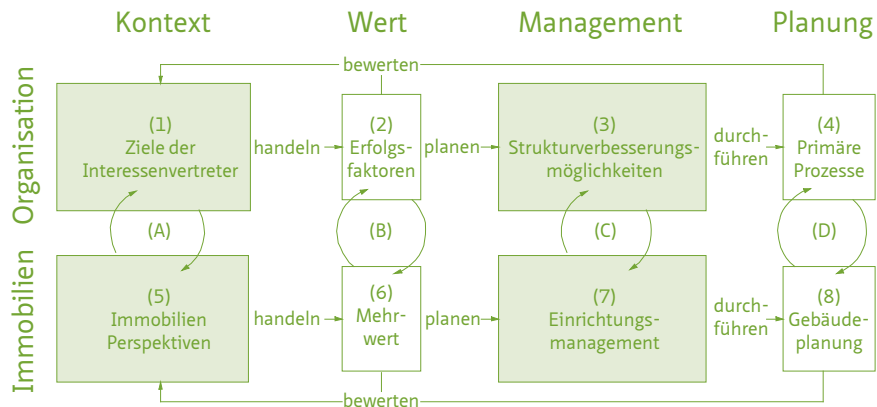 Kontext Wert Management Planung
bewerten
Organisation
(1)
Ziele der
Interessenvertreter
handeln
(2)
Erfolgs-
faktoren
planen
(3)
Strukturverbesserungs-
möglichkeiten
durch-
führen
(4)
Primäre
Prozesse
(A)
(B)
(C)
(D)
Immobilien
(5)
Immobilien
Perspektiven
handeln
(6)
Mehr-
wert
planen
(7)
Einrichtungs-
management
durch-
führen
(8)
Gebäude-
planung
bewerten